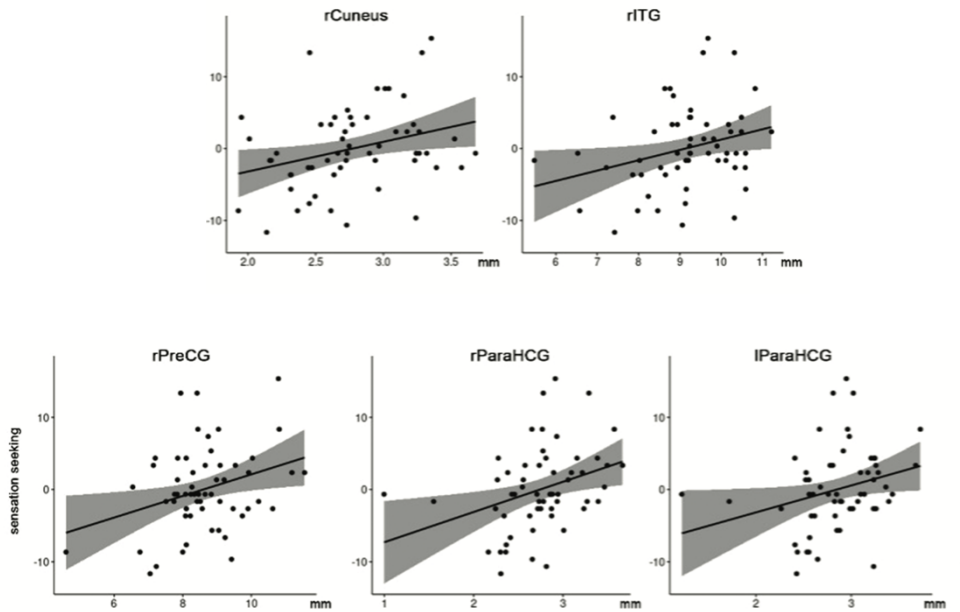 rCuneus rITG
10 10
0 0
-10 -10
2.0 2.5 3.0 3.5 mm 6 7 8 9 10 11 mm
rPreCG rParaHCG lParaHCG
sensation seeking
10 10 10
0 0 0
-10 -10 -10
6 8 10 mm 1 2 3 mm 2 3 mm